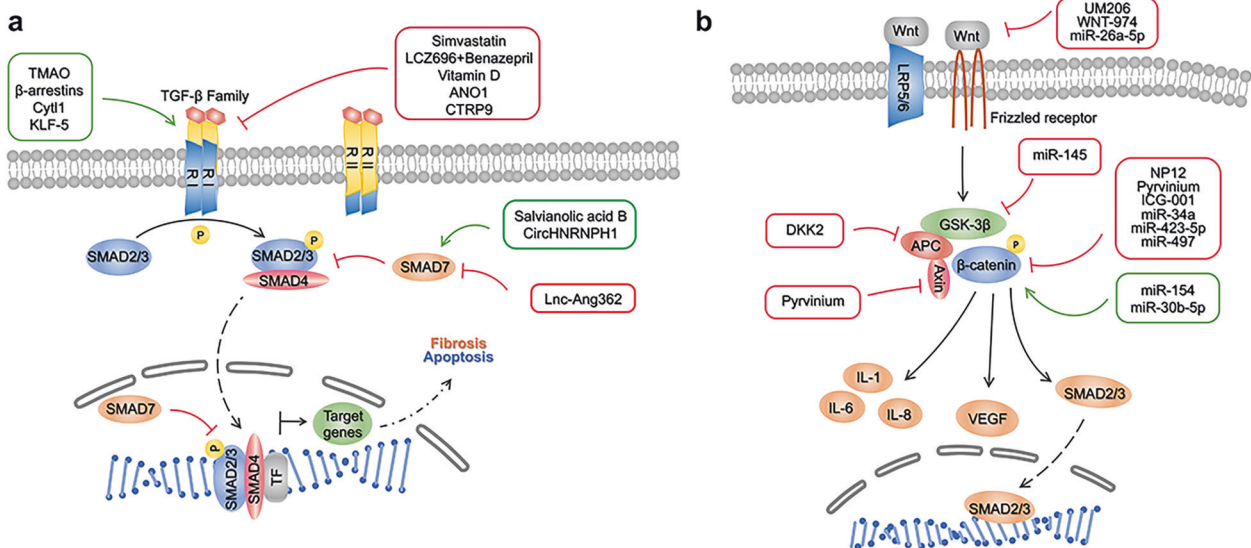 a
TMAO
β-arrestins
Cytl1
KLF-5
TGF-β Family
Simvastatin
LCZ696+Benazepril
Vitamin D
ANO1
CTRP9
R I
R I
R II
R II
P
SMAD2/3
P
SMAD2/3
SMAD4
Salvianolic acid B
CircHNRNPH1
SMAD7
Lnc-Ang362
Fibrosis
Apoptosis
SMAD7
P
SMAD2/3
SMAD4
TF
Target
genes
b
Wnt
Wnt
UM206
WNT-974
miR-26a-5p
LRP5/6
Frizzled receptor
miR-145
GSK-3β
DKK2
APC
Axin
P
β-catenin
NP12
Pyrvinium
ICG-001
miR-34a
miR-423-5p
miR-497
Pyrvinium
miR-154
miR-30b-5p
IL-1
IL-6
IL-8
VEGF
SMAD2/3
SMAD2/3